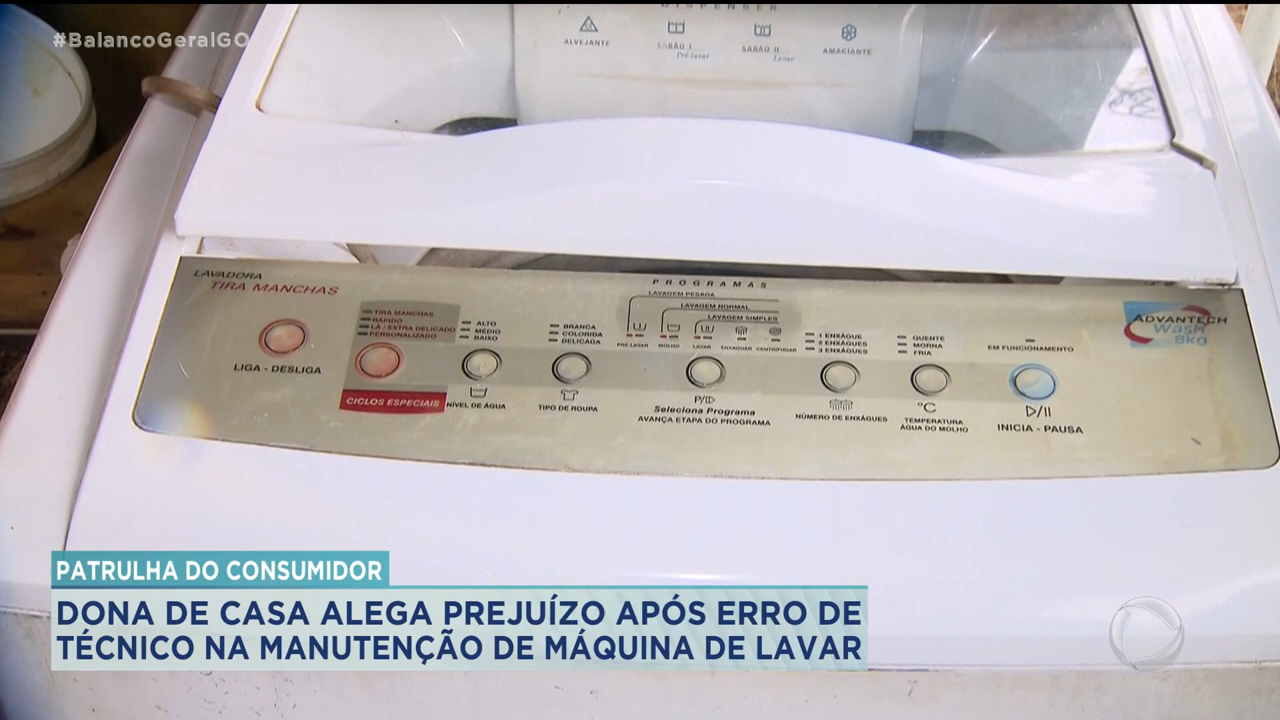 #BalancoGeralGO
DISPENSER
ALVEJANTE
SABÃO I
Pré-lavar
SABÃO II
Lavar
AMACIANTE
LAVADORA
TIRA MANCHAS
LIGA - DESLIGA
TIRA MANCHAS
RÁPIDO
LÃ / EXTRA DELICADO
PERSONALIZADO
CICLOS ESPECIAIS
ALTO
MÉDIO
BAIXO
NÍVEL DE ÁGUA
BRANCA
COLORIDA
DELICADA
TIPO DE ROUPA
PROGRAMAS
LAVAGEM PESADA
LAVAGEM NORMAL
LAVAGEM SIMPLES
PRÉ-LAVAR MOLHO LAVAR ENXAGUAR CENTRIFUGAR
Seleciona Programa
AVANÇA ETAPA DO PROGRAMA
1 ENXÁGUE
2 ENXÁGUES
3 ENXÁGUES
NÚMERO DE ENXÁGUES
QUENTE
MORNA
FRIA
°C
TEMPERATURA
ÁGUA DO MOLHO
EM FUNCIONAMENTO
INICIA - PAUSA
ADVANTECH
Wash
8kg
PATRULHA DO CONSUMIDOR
DONA DE CASA ALEGA PREJUÍZO APÓS ERRO DE
TÉCNICO NA MANUTENÇÃO DE MÁQUINA DE LAVAR